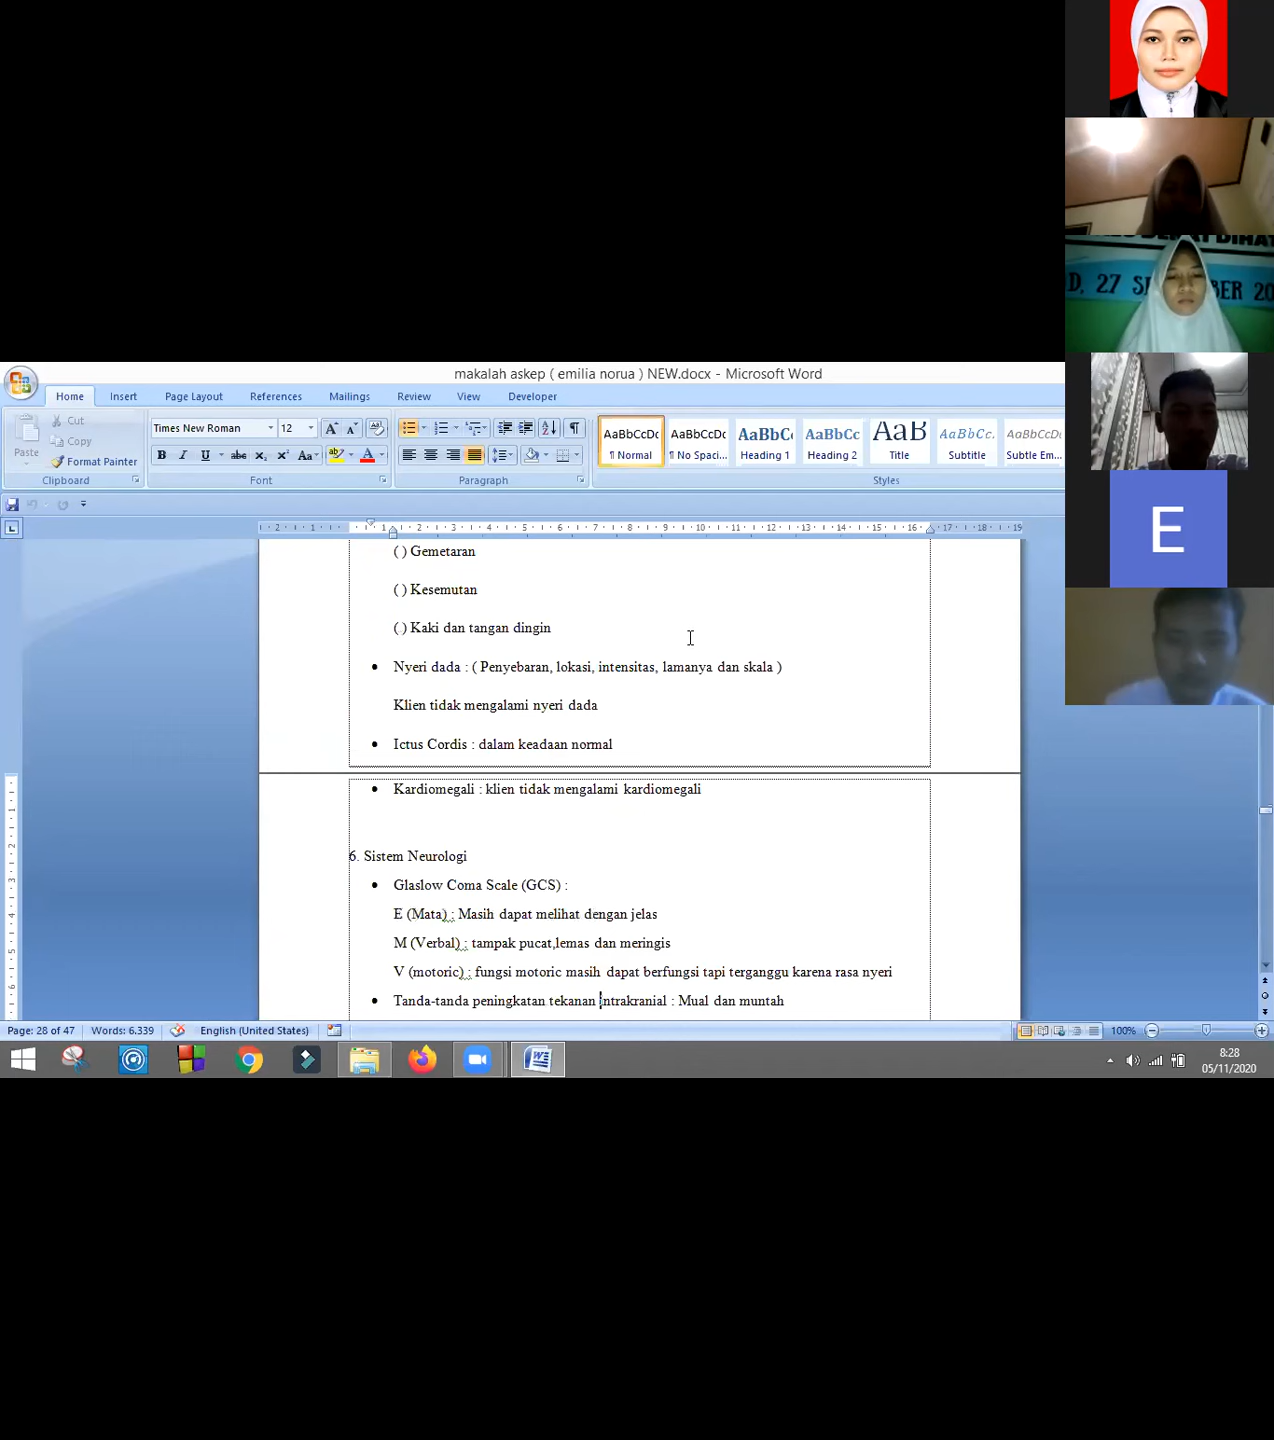 makalah askep ( emilia norua ) NEW.docx - Microsoft Word
Home Insert Page Layout References Mailings Review View Developer
Cut
Copy
Paste
Format Painter
Clipboard
Times New Roman 12
Font
Paragraph
AaBbCcDc AaBbCcDc AaBbC AaBbCc AaB AaBbCc. AaBbCcDc
¶ Normal ¶ No Spaci... Heading 1 Heading 2 Title Subtitle Subtle Em...
Styles
( ) Gemetaran
( ) Kesemutan
( ) Kaki dan tangan dingin
• Nyeri dada : ( Penyebaran, lokasi, intensitas, lamanya dan skala )
Klien tidak mengalami nyeri dada
• Ictus Cordis : dalam keadaan normal
• Kardiomegali : klien tidak mengalami kardiomegali
6. Sistem Neurologi
• Glaslow Coma Scale (GCS) :
E (Mata) : Masih dapat melihat dengan jelas
M (Verbal) : tampak pucat,lemas dan meringis
V (motoric) : fungsi motoric masih dapat berfungsi tapi terganggu karena rasa nyeri
• Tanda-tanda peningkatan tekanan intrakranial : Mual dan muntah
Page: 28 of 47 Words: 6.339 English (United States) 100%
8:28
05/11/2020
D, 27 S
BER 20
E